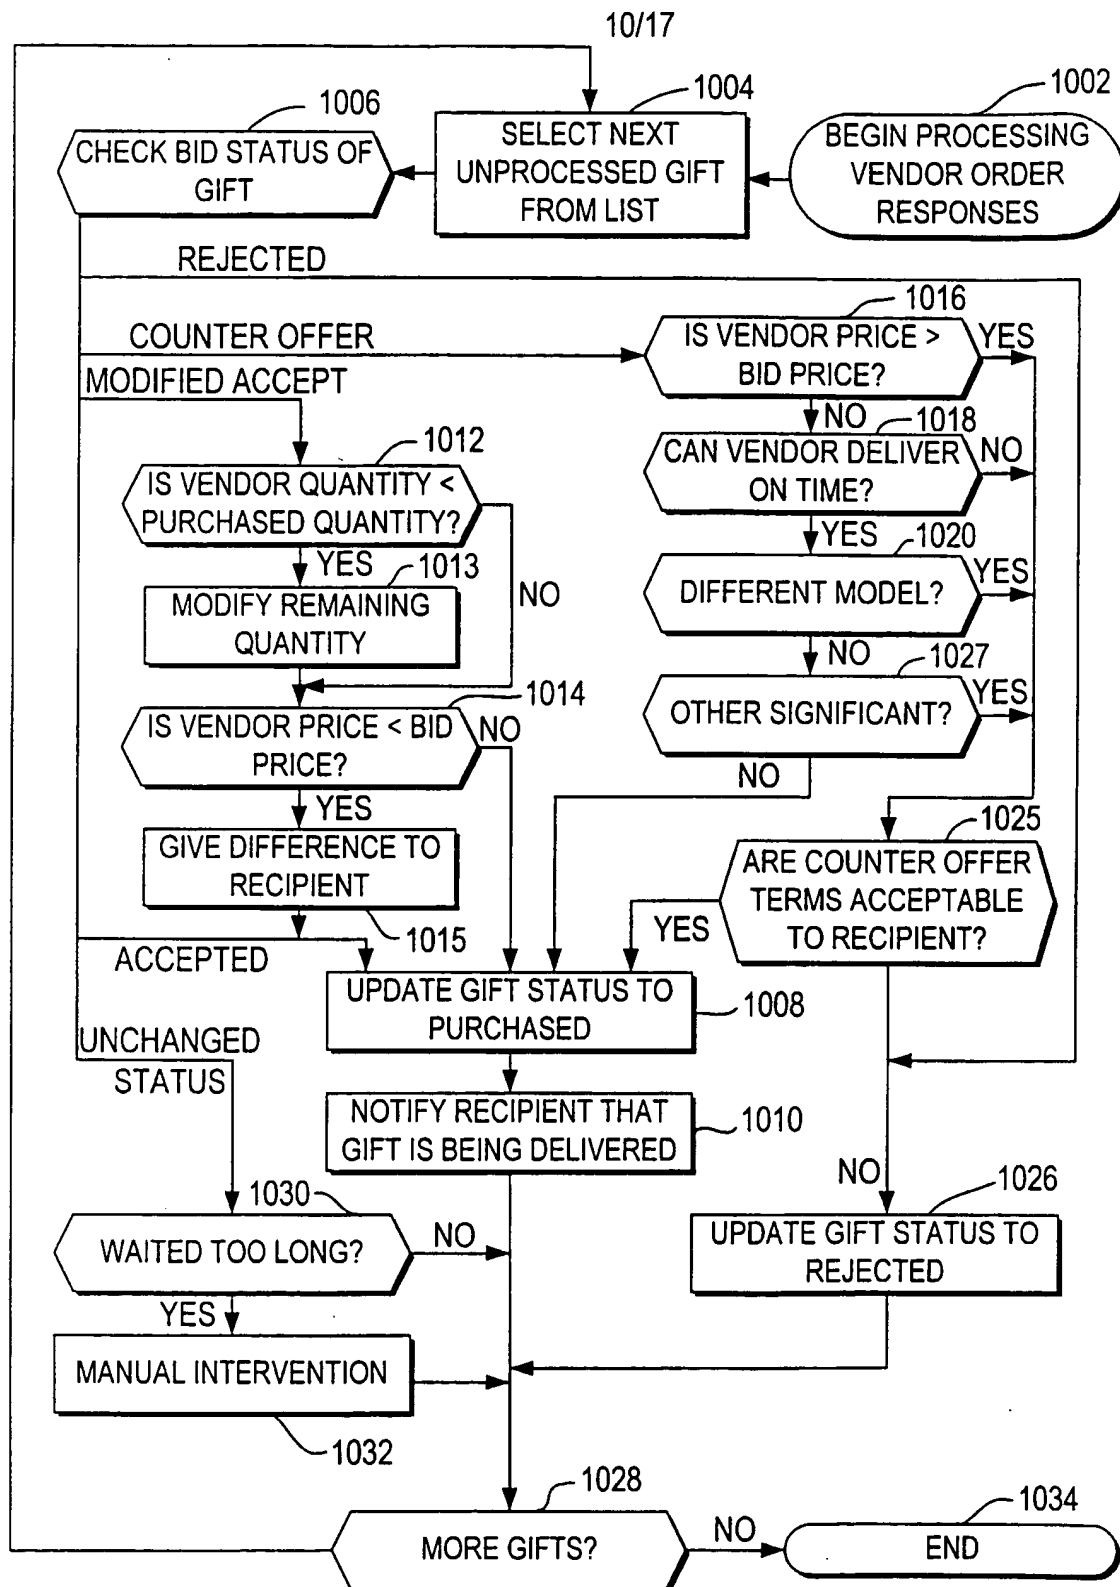 10/17
1006
1004
1002
CHECK BID STATUS OF
GIFT
SELECT NEXT
UNPROCESSED GIFT
FROM LIST
BEGIN PROCESSING
VENDOR ORDER
RESPONSES
REJECTED
COUNTER OFFER
MODIFIED ACCEPT
1016
IS VENDOR PRICE >
BID PRICE?
YES
NO
1018
CAN VENDOR DELIVER
ON TIME?
NO
YES
1020
DIFFERENT MODEL?
YES
NO
1027
OTHER SIGNIFICANT?
YES
NO
1012
IS VENDOR QUANTITY <
PURCHASED QUANTITY?
YES
1013
NO
MODIFY REMAINING
QUANTITY
1014
IS VENDOR PRICE < BID
PRICE?
NO
YES
GIVE DIFFERENCE TO
RECIPIENT
1015
1025
ARE COUNTER OFFER
TERMS ACCEPTABLE
TO RECIPIENT?
YES
ACCEPTED
UPDATE GIFT STATUS TO
PURCHASED
1008
UNCHANGED
STATUS
NOTIFY RECIPIENT THAT
GIFT IS BEING DELIVERED
1010
NO
1026
UPDATE GIFT STATUS TO
REJECTED
1030
WAITED TOO LONG?
NO
YES
MANUAL INTERVENTION
1032
1028
MORE GIFTS?
NO
1034
END